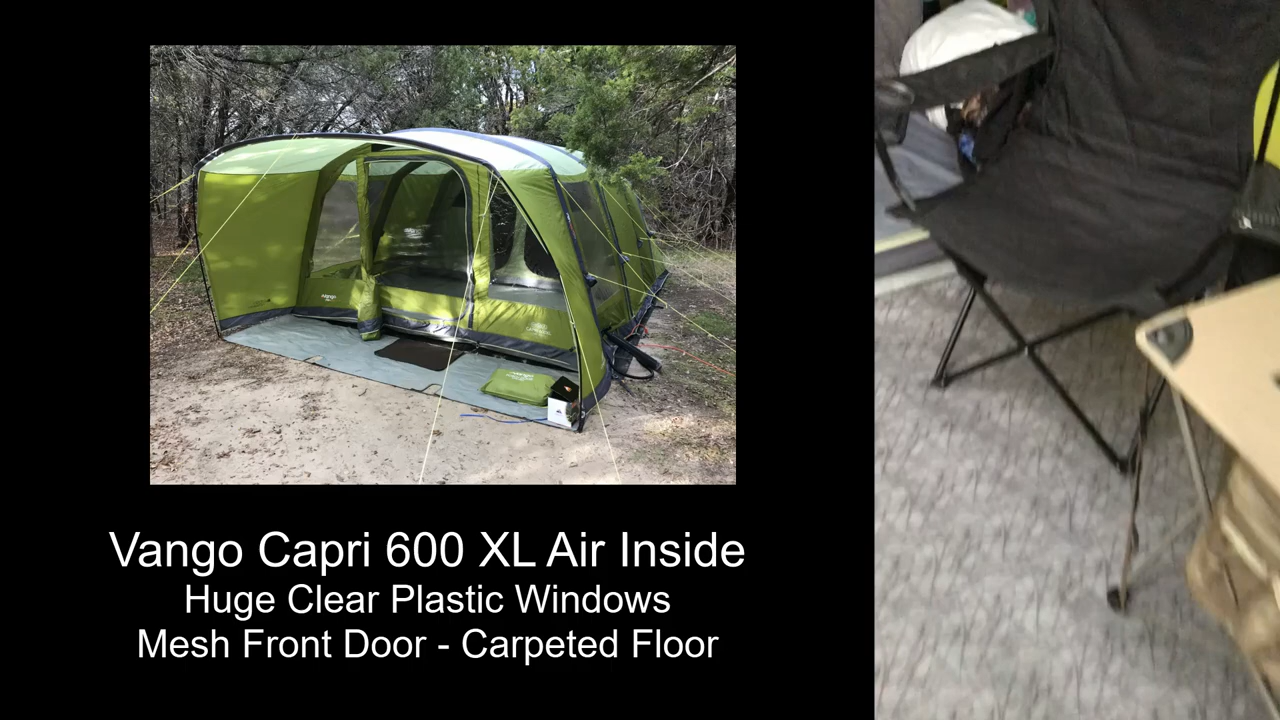 Vango Capri 600 XL Air Inside
Huge Clear Plastic Windows
Mesh Front Door - Carpeted Floor